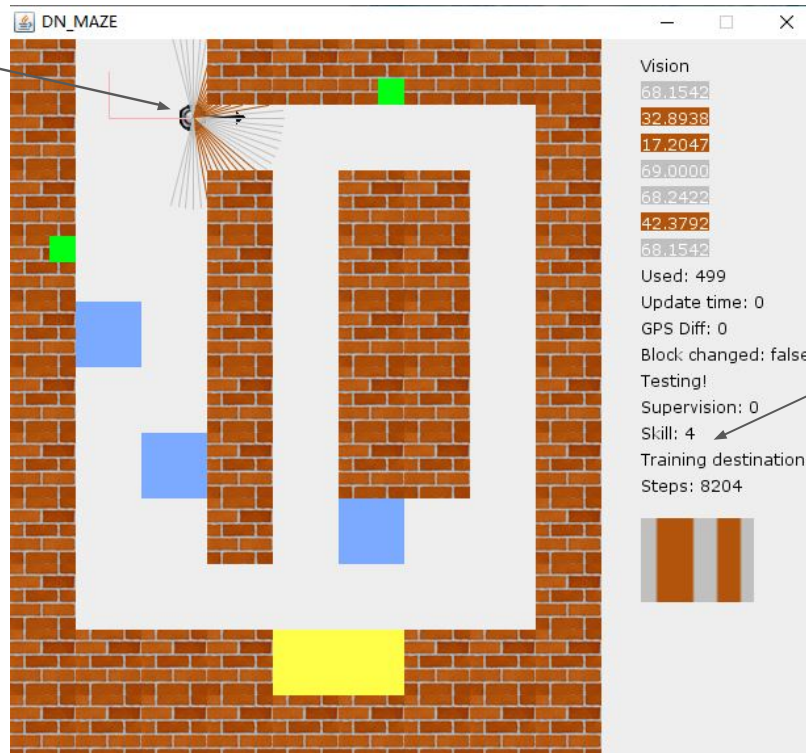 DN_MAZE
Vision
68.1542
32.8938
17.2047
69.0000
68.2422
42.3792
68.1542
Used: 499
Update time: 0
GPS Diff: 0
Block changed: false
Testing!
Supervision: 0
Skill: 4
Training destination
Steps: 8204